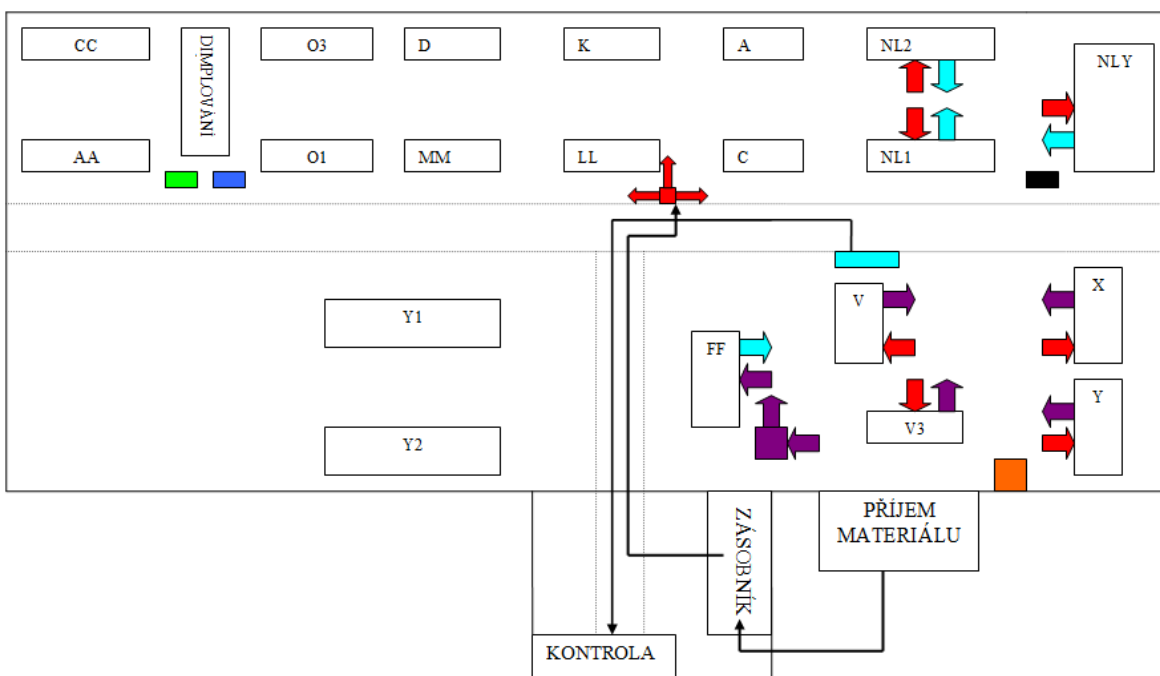 CC
DIMPLOVÁNÍ
O3
D
K
A
NL2
NLY
AA
O1
MM
LL
C
NL1
Y1
V
X
FF
Y2
V3
Y
ZÁSOBNÍK
PŘÍJEM
MATERIÁLU
KONTROLA